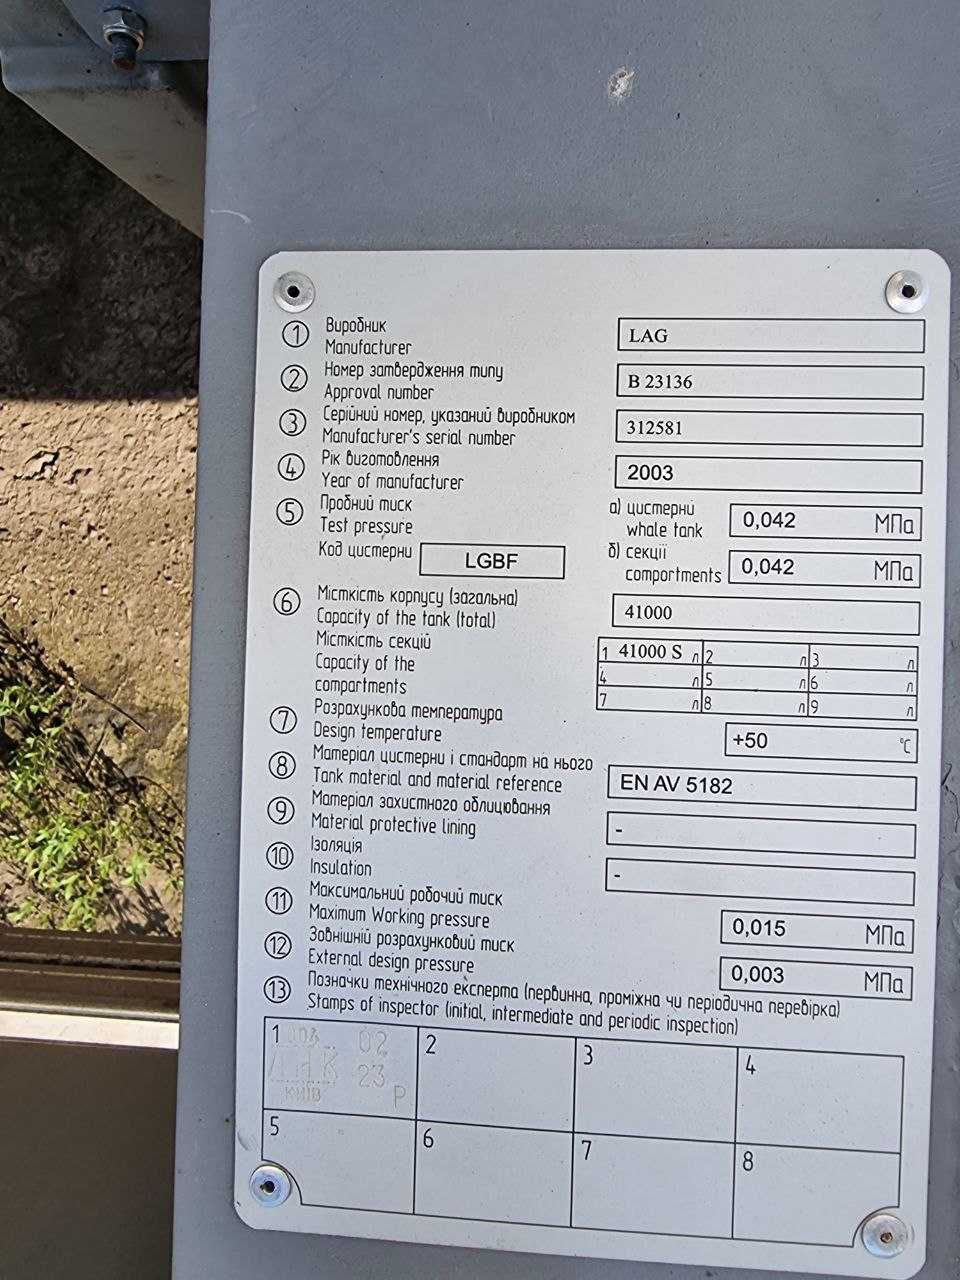 1 Виробник
Manufacturer
LAG
2 Номер затвердження типу
Approval number
B 23136
3 Серійний номер, указаний виробником
Manufacturer's serial number
312581
4 Рік виготовлення
Year of manufacturer
2003
5 Пробний тиск
Test pressure
а) цистерни
whale tank
0,042 МПа
Код цистерни LGBF
б) секції
compartments
0,042 МПа
6 Місткість корпусу (загальна)
Capacity of the tank (total)
41000
Місткість секцій
Capacity of the
compartments
1 41000 S л 2 л 3 л
4 л 5 л 6 л
7 л 8 л 9 л
7 Розрахункова температура
Design temperature
+50 °C
8 Матеріал цистерни і стандарт на нього
Tank material and material reference
EN AV 5182
9 Матеріал захистного облицювання
Material protective lining
-
10 Ізоляція
Insulation
-
11 Максимальний робочий тиск
Maximum Working pressure
0,015 МПа
12 Зовнішній розрахунковий тиск
External design pressure
0,003 МПа
13 Позначки технічного експерта (первинна, проміжна чи періодична перевірка)
Stamps of inspector (initial, intermediate and periodic inspection)
1 02 2 3 4
23
КИЇВ Р
5 6 7 8